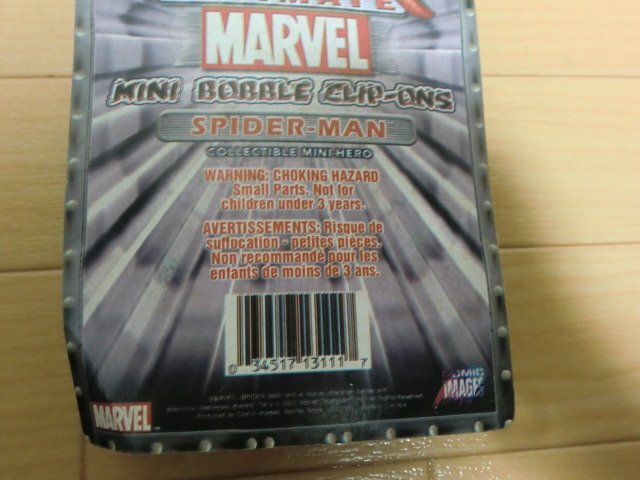 MARVEL
MINI BOBBLE CLIP-ONS
SPIDER-MAN
COLLECTIBLE MINI-HERO
WARNING: CHOKING HAZARD
Small Parts. Not for
children under 3 years.
AVERTISSEMENTS: Risque de
suffocation - petites pièces.
Non recommandé pour les
enfants de moins de 3 ans.
0 34517 13111 7
COMIC
IMAGES
MARVEL